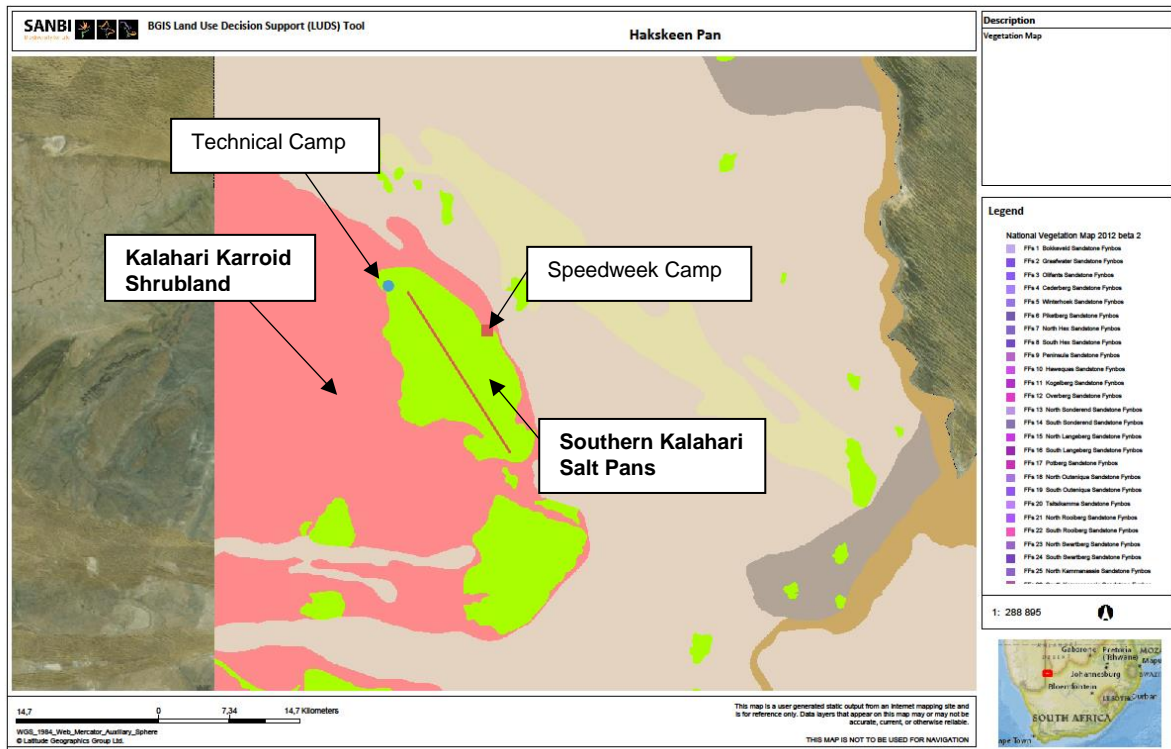 SANBI
BGIS Land Use Decision Support (LUDS) Tool
Hakskeen Pan
Technical Camp
Kalahari Karroid
Shrubland
Speedweek Camp
Southern Kalahari
Salt Pans
Description
Vegetation Map
Legend
National Vegetation Map 2012 beta 2
FFs 1 Bokkeveld Sandstone Fynbos
FFs 2 Graafwater Sandstone Fynbos
FFs 3 Olifants Sandstone Fynbos
FFs 4 Cederberg Sandstone Fynbos
FFs 5 Winterhoek Sandstone Fynbos
FFs 6 Piketberg Sandstone Fynbos
FFs 7 North Hex Sandstone Fynbos
FFs 8 South Hex Sandstone Fynbos
FFs 9 Peninsula Sandstone Fynbos
FFs 10 Hawequas Sandstone Fynbos
FFs 11 Kogelberg Sandstone Fynbos
FFs 12 Overberg Sandstone Fynbos
FFs 13 North Sonderend Sandstone Fynbos
FFs 14 South Sonderend Sandstone Fynbos
FFs 15 North Langeberg Sandstone Fynbos
FFs 16 South Langeberg Sandstone Fynbos
FFs 17 Potberg Sandstone Fynbos
FFs 18 North Outeniqua Sandstone Fynbos
FFs 19 South Outeniqua Sandstone Fynbos
FFs 20 Tsitsikamma Sandstone Fynbos
FFs 21 North Rooiberg Sandstone Fynbos
FFs 22 South Rooiberg Sandstone Fynbos
FFs 23 North Swartberg Sandstone Fynbos
FFs 24 South Swartberg Sandstone Fynbos
FFs 25 North Kammanassie Sandstone Fynbos
1: 288 895
Gaborone
Pretoria
(Tshwane)
MOZ
Johannesburg
SWAZI
Bloemfontein
Durban
SOUTH AFRICA
ape Town
14,7 0 7,34 14,7 Kilometers
WGS_1984_Web_Mercator_Auxiliary_Sphere
© Latitude Geographics Group Ltd.
This map is a user generated static output from an Internet mapping site and
is for reference only. Data layers that appear on this map may or may not be
accurate, current, or otherwise reliable.
THIS MAP IS NOT TO BE USED FOR NAVIGATION